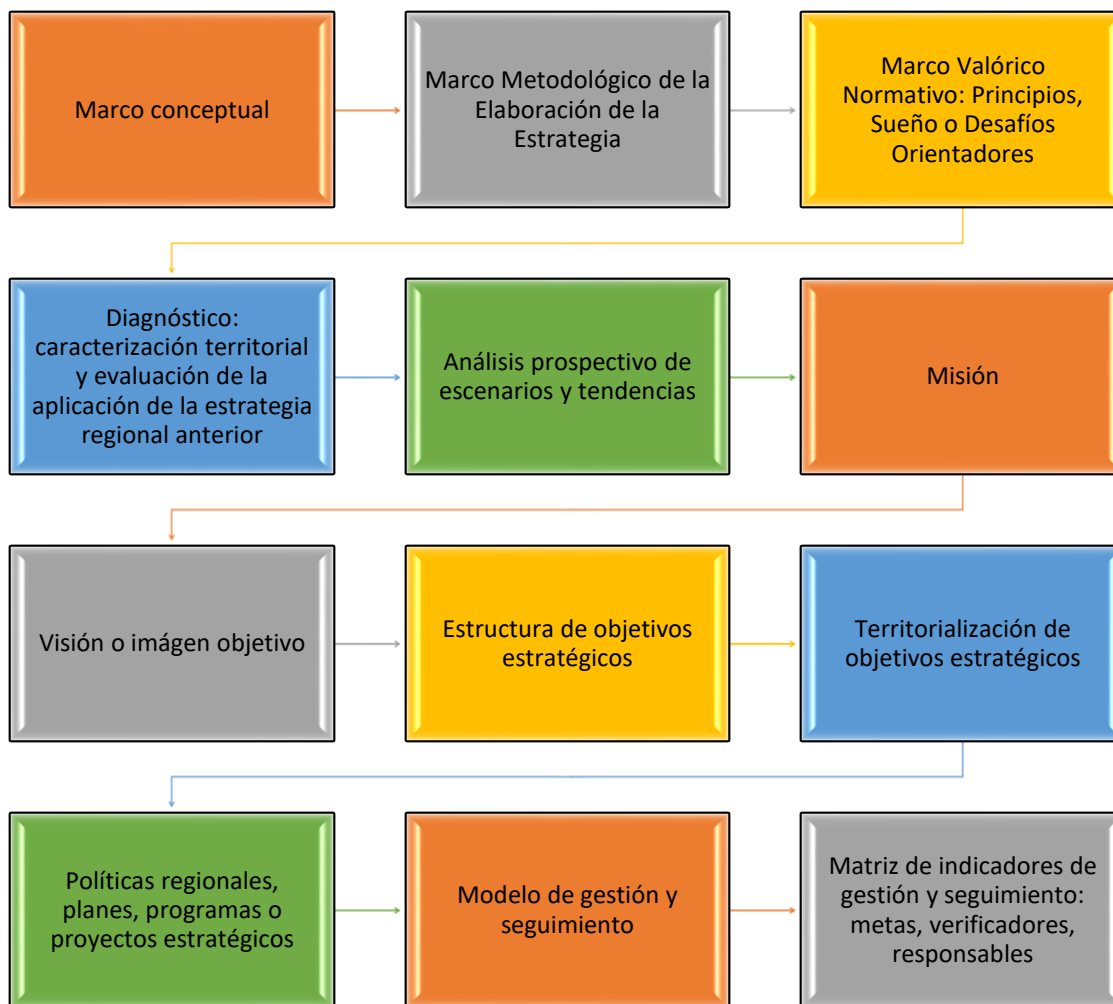 Marco conceptual
Marco Metodológico de la
Elaboración de la
Estrategia
Marco Valórico
Normativo: Principios,
Sueño o Desafíos
Orientadores
Diagnóstico:
caracterización territorial
y evaluación de la
aplicación de la estrategia
regional anterior
Análisis prospectivo de
escenarios y tendencias
Misión
Visión o imágen objetivo
Estructura de objetivos
estratégicos
Territorialización de
objetivos estratégicos
Políticas regionales,
planes, programas o
proyectos estratégicos
Modelo de gestión y
seguimiento
Matriz de indicadores de
gestión y seguimiento:
metas, verificadores,
responsables